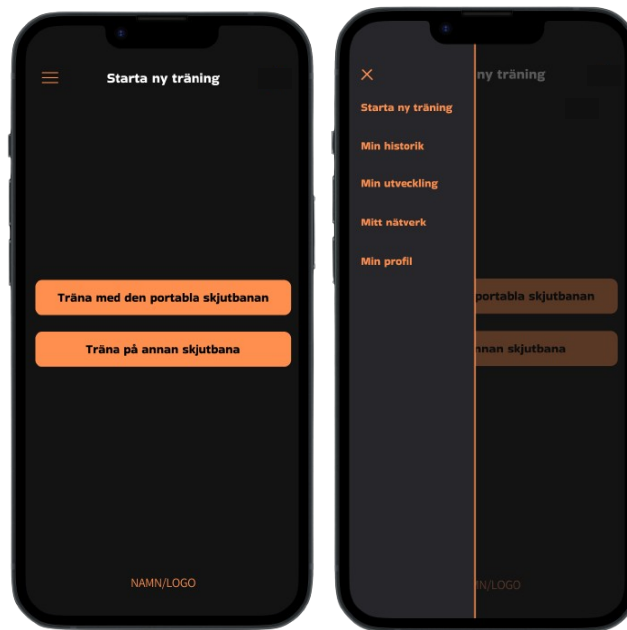 Starta ny träning
Träna med den portabla skjutbanan
Träna på annan skjutbana
NAMN/LOGO
ny träning
Starta ny träning
Min historik
Min utveckling
Mitt nätverk
Min profil
portabla skjutbanan
nnan skjutbana
MN/LOGO